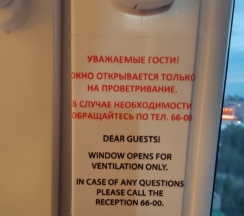 УВАЖАЕМЫЕ ГОСТИ!
ОКНО ОТКРЫВАЕТСЯ ТОЛЬКО
НА ПРОВЕТРИВАНИЕ.
В СЛУЧАЕ НЕОБХОДИМОСТИ
ОБРАЩАЙТЕСЬ ПО ТЕЛ. 66-00
DEAR GUESTS!
WINDOW OPENS FOR
VENTILATION ONLY.
IN CASE OF ANY QUESTIONS
PLEASE CALL THE
RECEPTION 66-00.